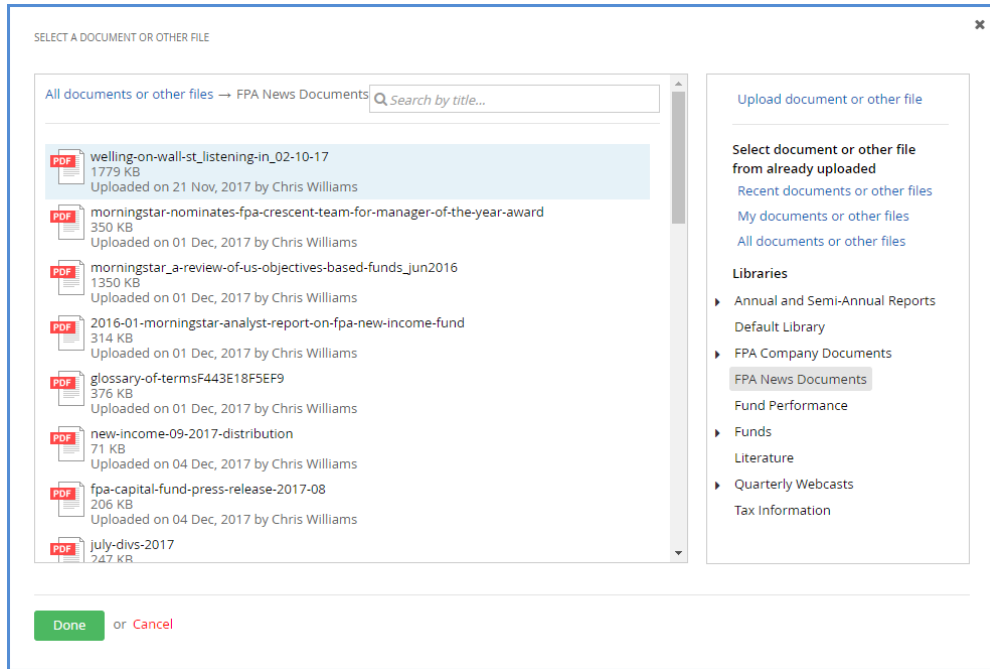 SELECT A DOCUMENT OR OTHER FILE
All documents or other files → FPA News Documents
Search by title...
PDF
welling-on-wall-st_listening-in_02-10-17
1779 KB
Uploaded on 21 Nov, 2017 by Chris Williams
PDF
morningstar-nominates-fpa-crescent-team-for-manager-of-the-year-award
350 KB
Uploaded on 01 Dec, 2017 by Chris Williams
PDF
morningstar_a-review-of-us-objectives-based-funds_jun2016
1350 KB
Uploaded on 01 Dec, 2017 by Chris Williams
PDF
2016-01-morningstar-analyst-report-on-fpa-new-income-fund
314 KB
Uploaded on 01 Dec, 2017 by Chris Williams
PDF
glossary-of-termsF443E18F5EF9
376 KB
Uploaded on 01 Dec, 2017 by Chris Williams
PDF
new-income-09-2017-distribution
71 KB
Uploaded on 04 Dec, 2017 by Chris Williams
PDF
fpa-capital-fund-press-release-2017-08
206 KB
Uploaded on 04 Dec, 2017 by Chris Williams
PDF
july-divs-2017
247 KB
Upload document or other file
Select document or other file
from already uploaded
Recent documents or other files
My documents or other files
All documents or other files
Libraries
Annual and Semi-Annual Reports
Default Library
FPA Company Documents
FPA News Documents
Fund Performance
Funds
Literature
Quarterly Webcasts
Tax Information
Done or Cancel